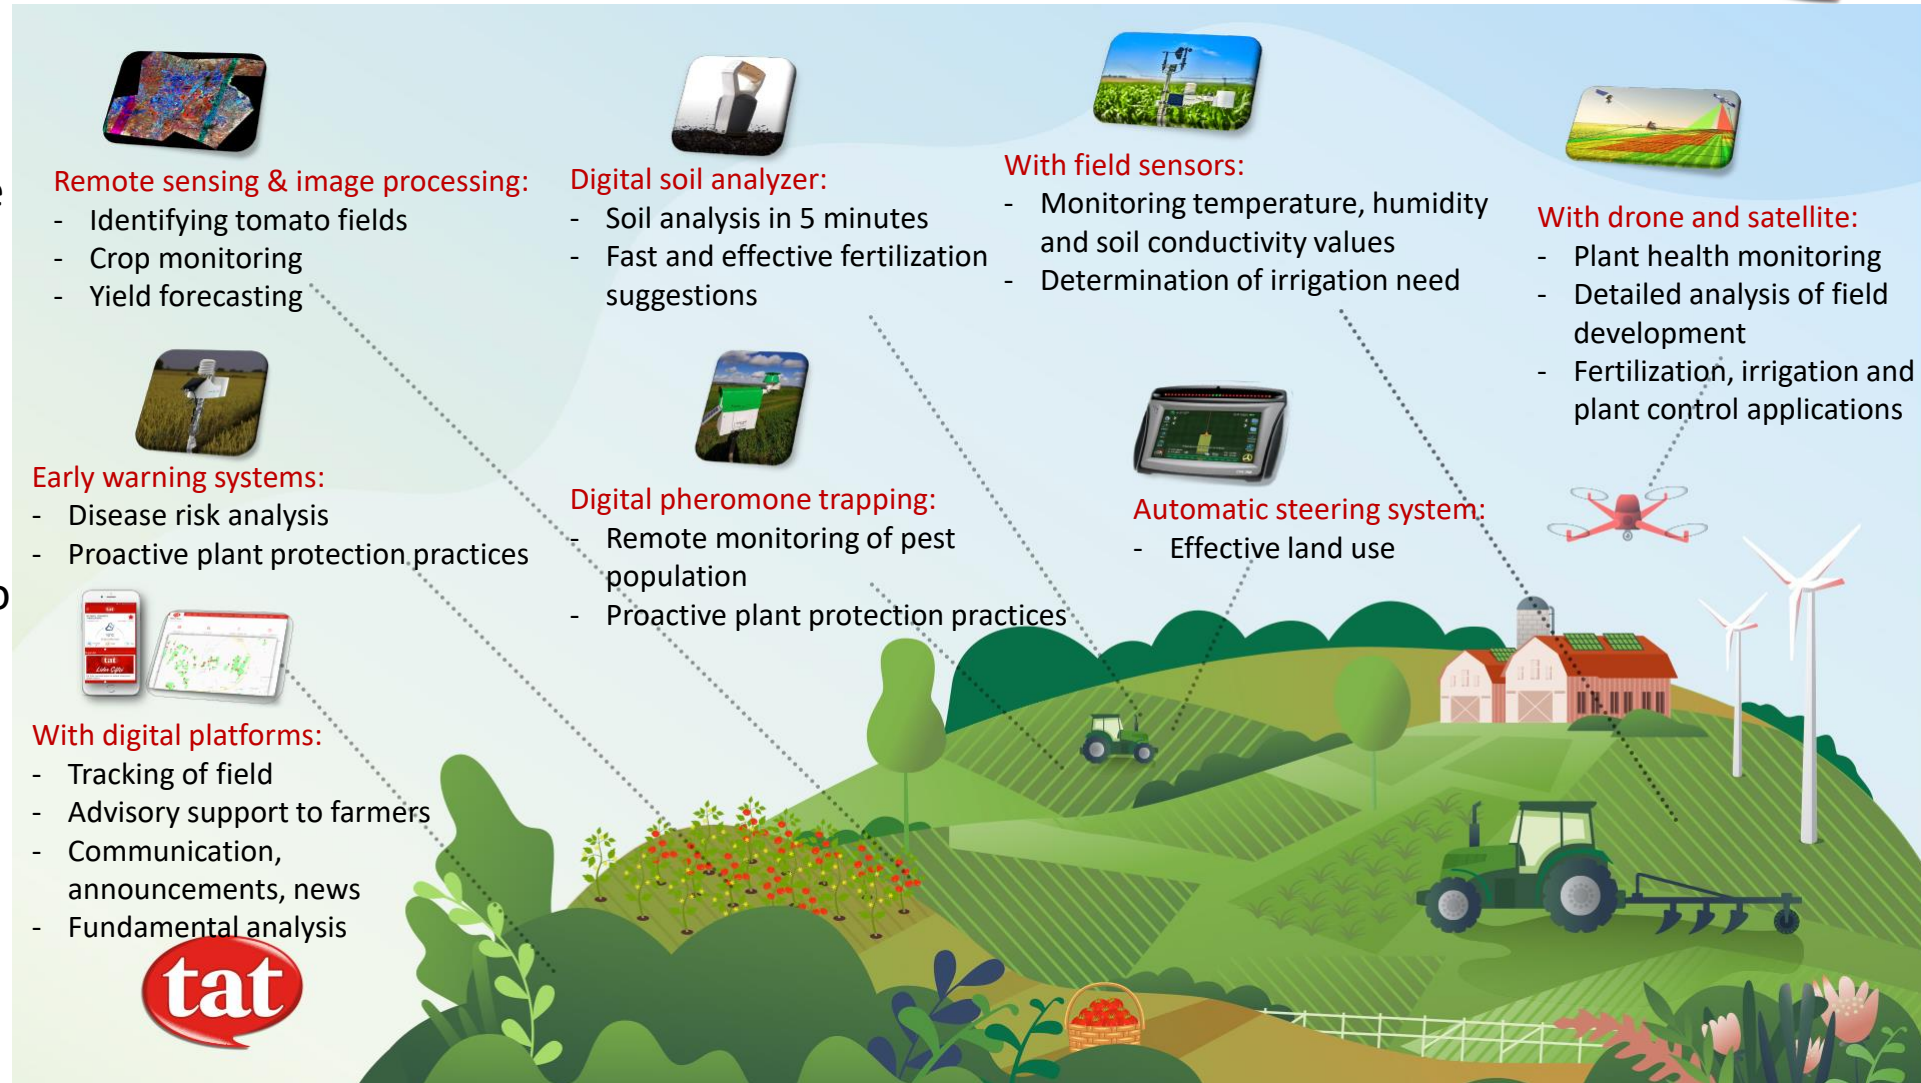 Remote sensing & image processing:
- Identifying tomato fields
- Crop monitoring
- Yield forecasting
Digital soil analyzer:
- Soil analysis in 5 minutes
- Fast and effective fertilization
suggestions
With field sensors:
- Monitoring temperature, humidity
and soil conductivity values
- Determination of irrigation need
With drone and satellite:
- Plant health monitoring
- Detailed analysis of field
development
- Fertilization, irrigation and
plant control applications
Early warning systems:
- Disease risk analysis
- Proactive plant protection practices
Digital pheromone trapping:
- Remote monitoring of pest
population
- Proactive plant protection practices
Automatic steering system:
- Effective land use
tat
tat
With digital platforms:
- Tracking of field
- Advisory support to farmers
- Communication,
announcements, news
- Fundamental analysis
tat